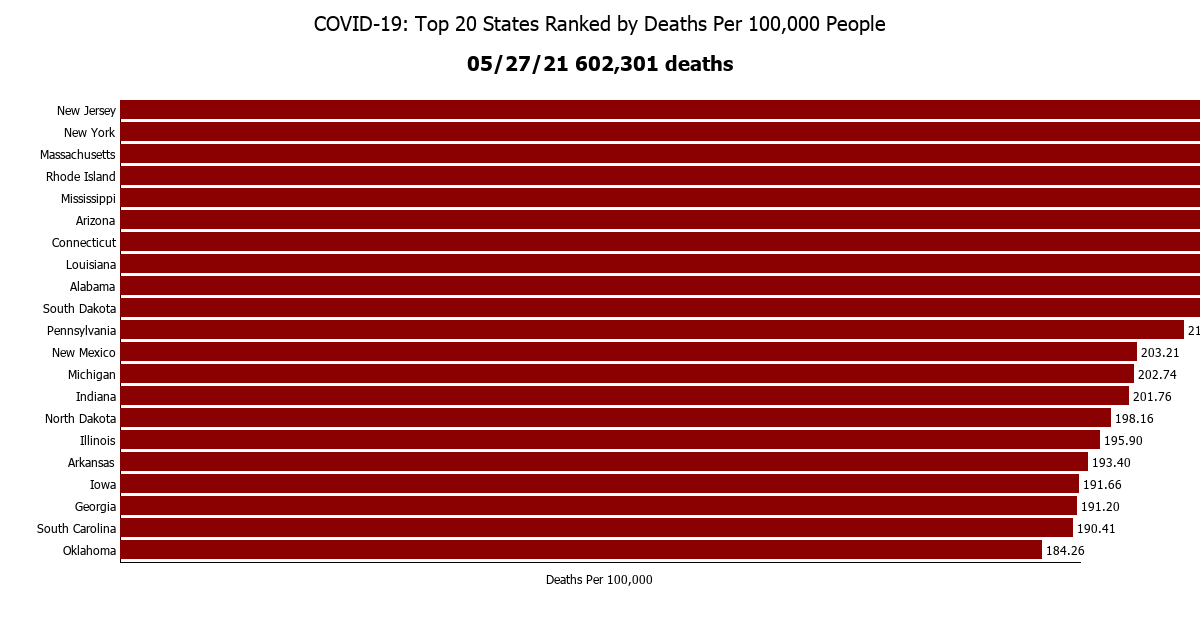 COVID-19: Top 20 States Ranked by Deaths Per 100,000 People
05/27/21 602,301 deaths
New Jersey
New York
Massachusetts
Rhode Island
Mississippi
Arizona
Connecticut
Louisiana
Alabama
South Dakota
Pennsylvania 21
New Mexico 203.21
Michigan 202.74
Indiana 201.76
North Dakota 198.16
Illinois 195.90
Arkansas 193.40
Iowa 191.66
Georgia 191.20
South Carolina 190.41
Oklahoma 184.26
Deaths Per 100,000